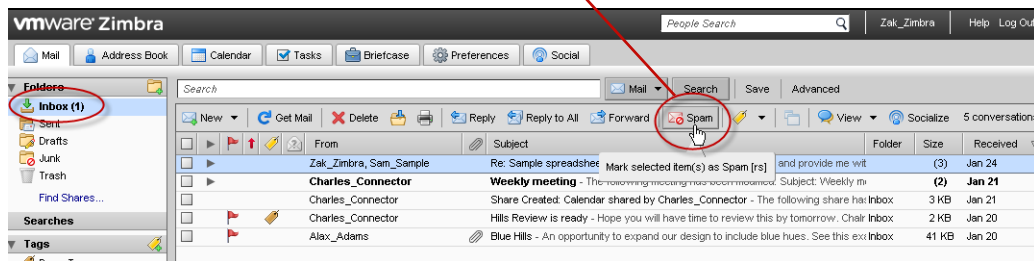 vmware Zimbra People Search Zak_Zimbra Help Log Out
Mail Address Book Calendar Tasks Briefcase Preferences Social
Folders Search Mail Search Save Advanced
Inbox (1) New Get Mail Delete Reply Reply to All Forward Spam View Socialize 5 conversations
Sent
Drafts From Subject Folder Size Received
Junk Zak_Zimbra, Sam_Sample Re: Sample spreadshee and provide me wit (3) Jan 24
Mark selected item(s) as Spam [rs]
Trash Charles_Connector Weekly meeting - The following meeting has been modified: Subject: Weekly (2) Jan 21
Find Shares... Charles_Connector Share Created: Calendar shared by Charles_Connector - The following share has Inbox 3 KB Jan 21
Searches Charles_Connector Hills Review is ready - Hope you will have time to review this by tomorrow. Chair Inbox 2 KB Jan 20
Tags Alax_Adams Blue Hills - An opportunity to expand our design to include blue hues. See this exa Inbox 41 KB Jan 20